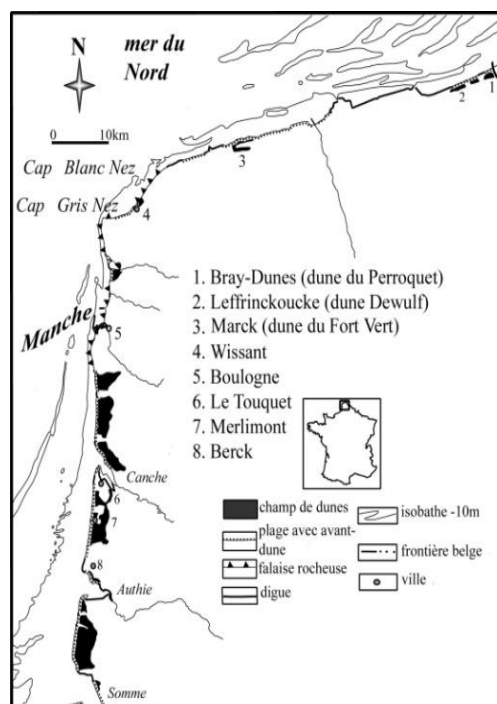 N
mer du
Nord
0 10km
Cap Blanc Nez
Cap Gris Nez
1
2
3
4
1. Bray-Dunes (dune du Perroquet)
2. Leffrinckoucke (dune Dewulf)
3. Marck (dune du Fort Vert)
4. Wissant
5. Boulogne
6. Le Touquet
7. Merlimont
8. Berck
Manche
5
Canche
6
7
8
Authie
Somme
champ de dunes
plage avec avant-
dune
falaise rocheuse
digue
isobathe -10m
frontière belge
ville